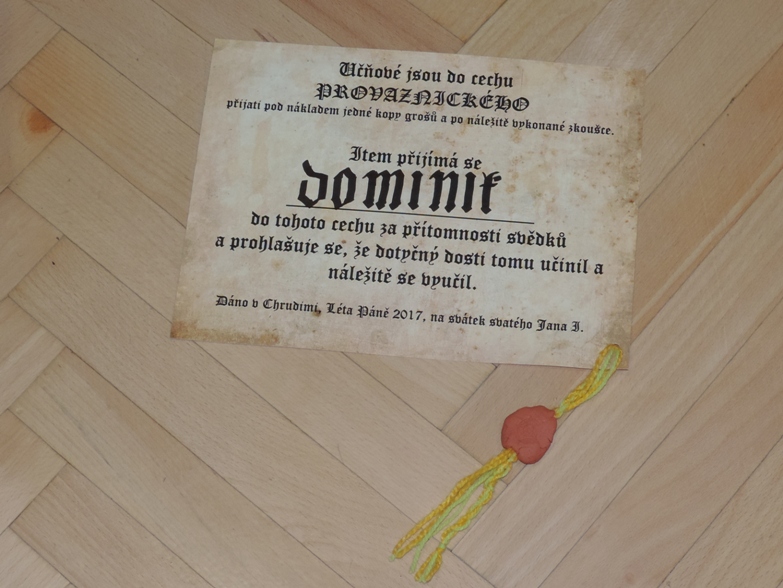 Učňové jsou do cechu
PROVAZNICKÉHO
přijati pod nákladem jedné kopy grošů a po náležitě vykonané zkoušce.
Item přijímá se
dominik
do tohoto cechu za přítomnosti svědků
a prohlašuje se, že dotyčný dosti tomu učinil a
náležitě se vyučil.
Dáno v Chrudimi, Léta Páně 2017, na svátek svatého Jana I.